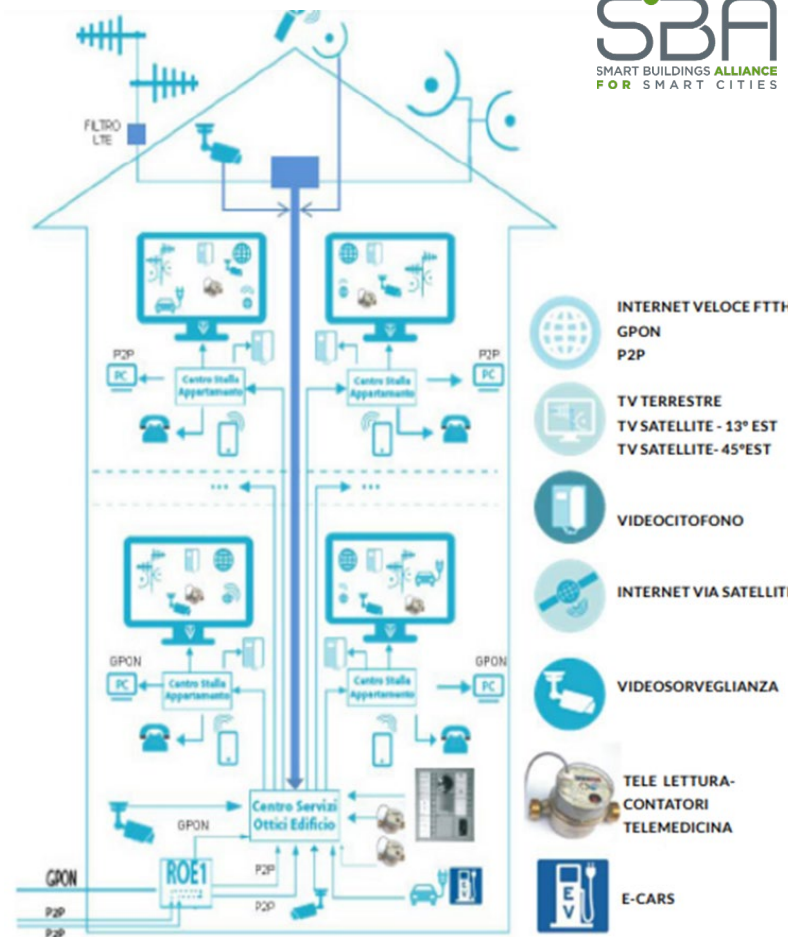 SBA
SMART BUILDINGS ALLIANCE
FOR SMART CITIES
FILTRO
LTE
P2P
PC
Centro Stella
Appartamento
P2P
PC
Centro Stella
Appartamento
...
...
GPON
PC
Centro Stella
Appartamento
GPON
PC
Centro Stella
Appartamento
Centro Servizi
Ottici Edificio
GPON
ROE1
P2P
P2P
GPON
P2P
P2P
EV
INTERNET VELOCE FTTH
GPON
P2P
TV TERRESTRE
TV SATELLITE - 13° EST
TV SATELLITE- 45°EST
VIDEOCITOFONO
INTERNET VIA SATELLITE
VIDEOSORVEGLIANZA
TELE LETTURA-
CONTATORI
TELEMEDICINA
E
V
E-CARS